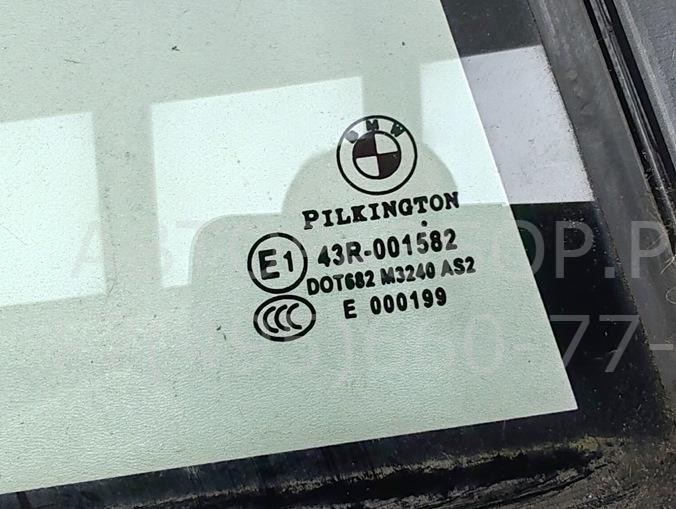 BMW
PILKINGTON
E1 43R-001582
DOT682 M3240 AS2
CCC E 000199